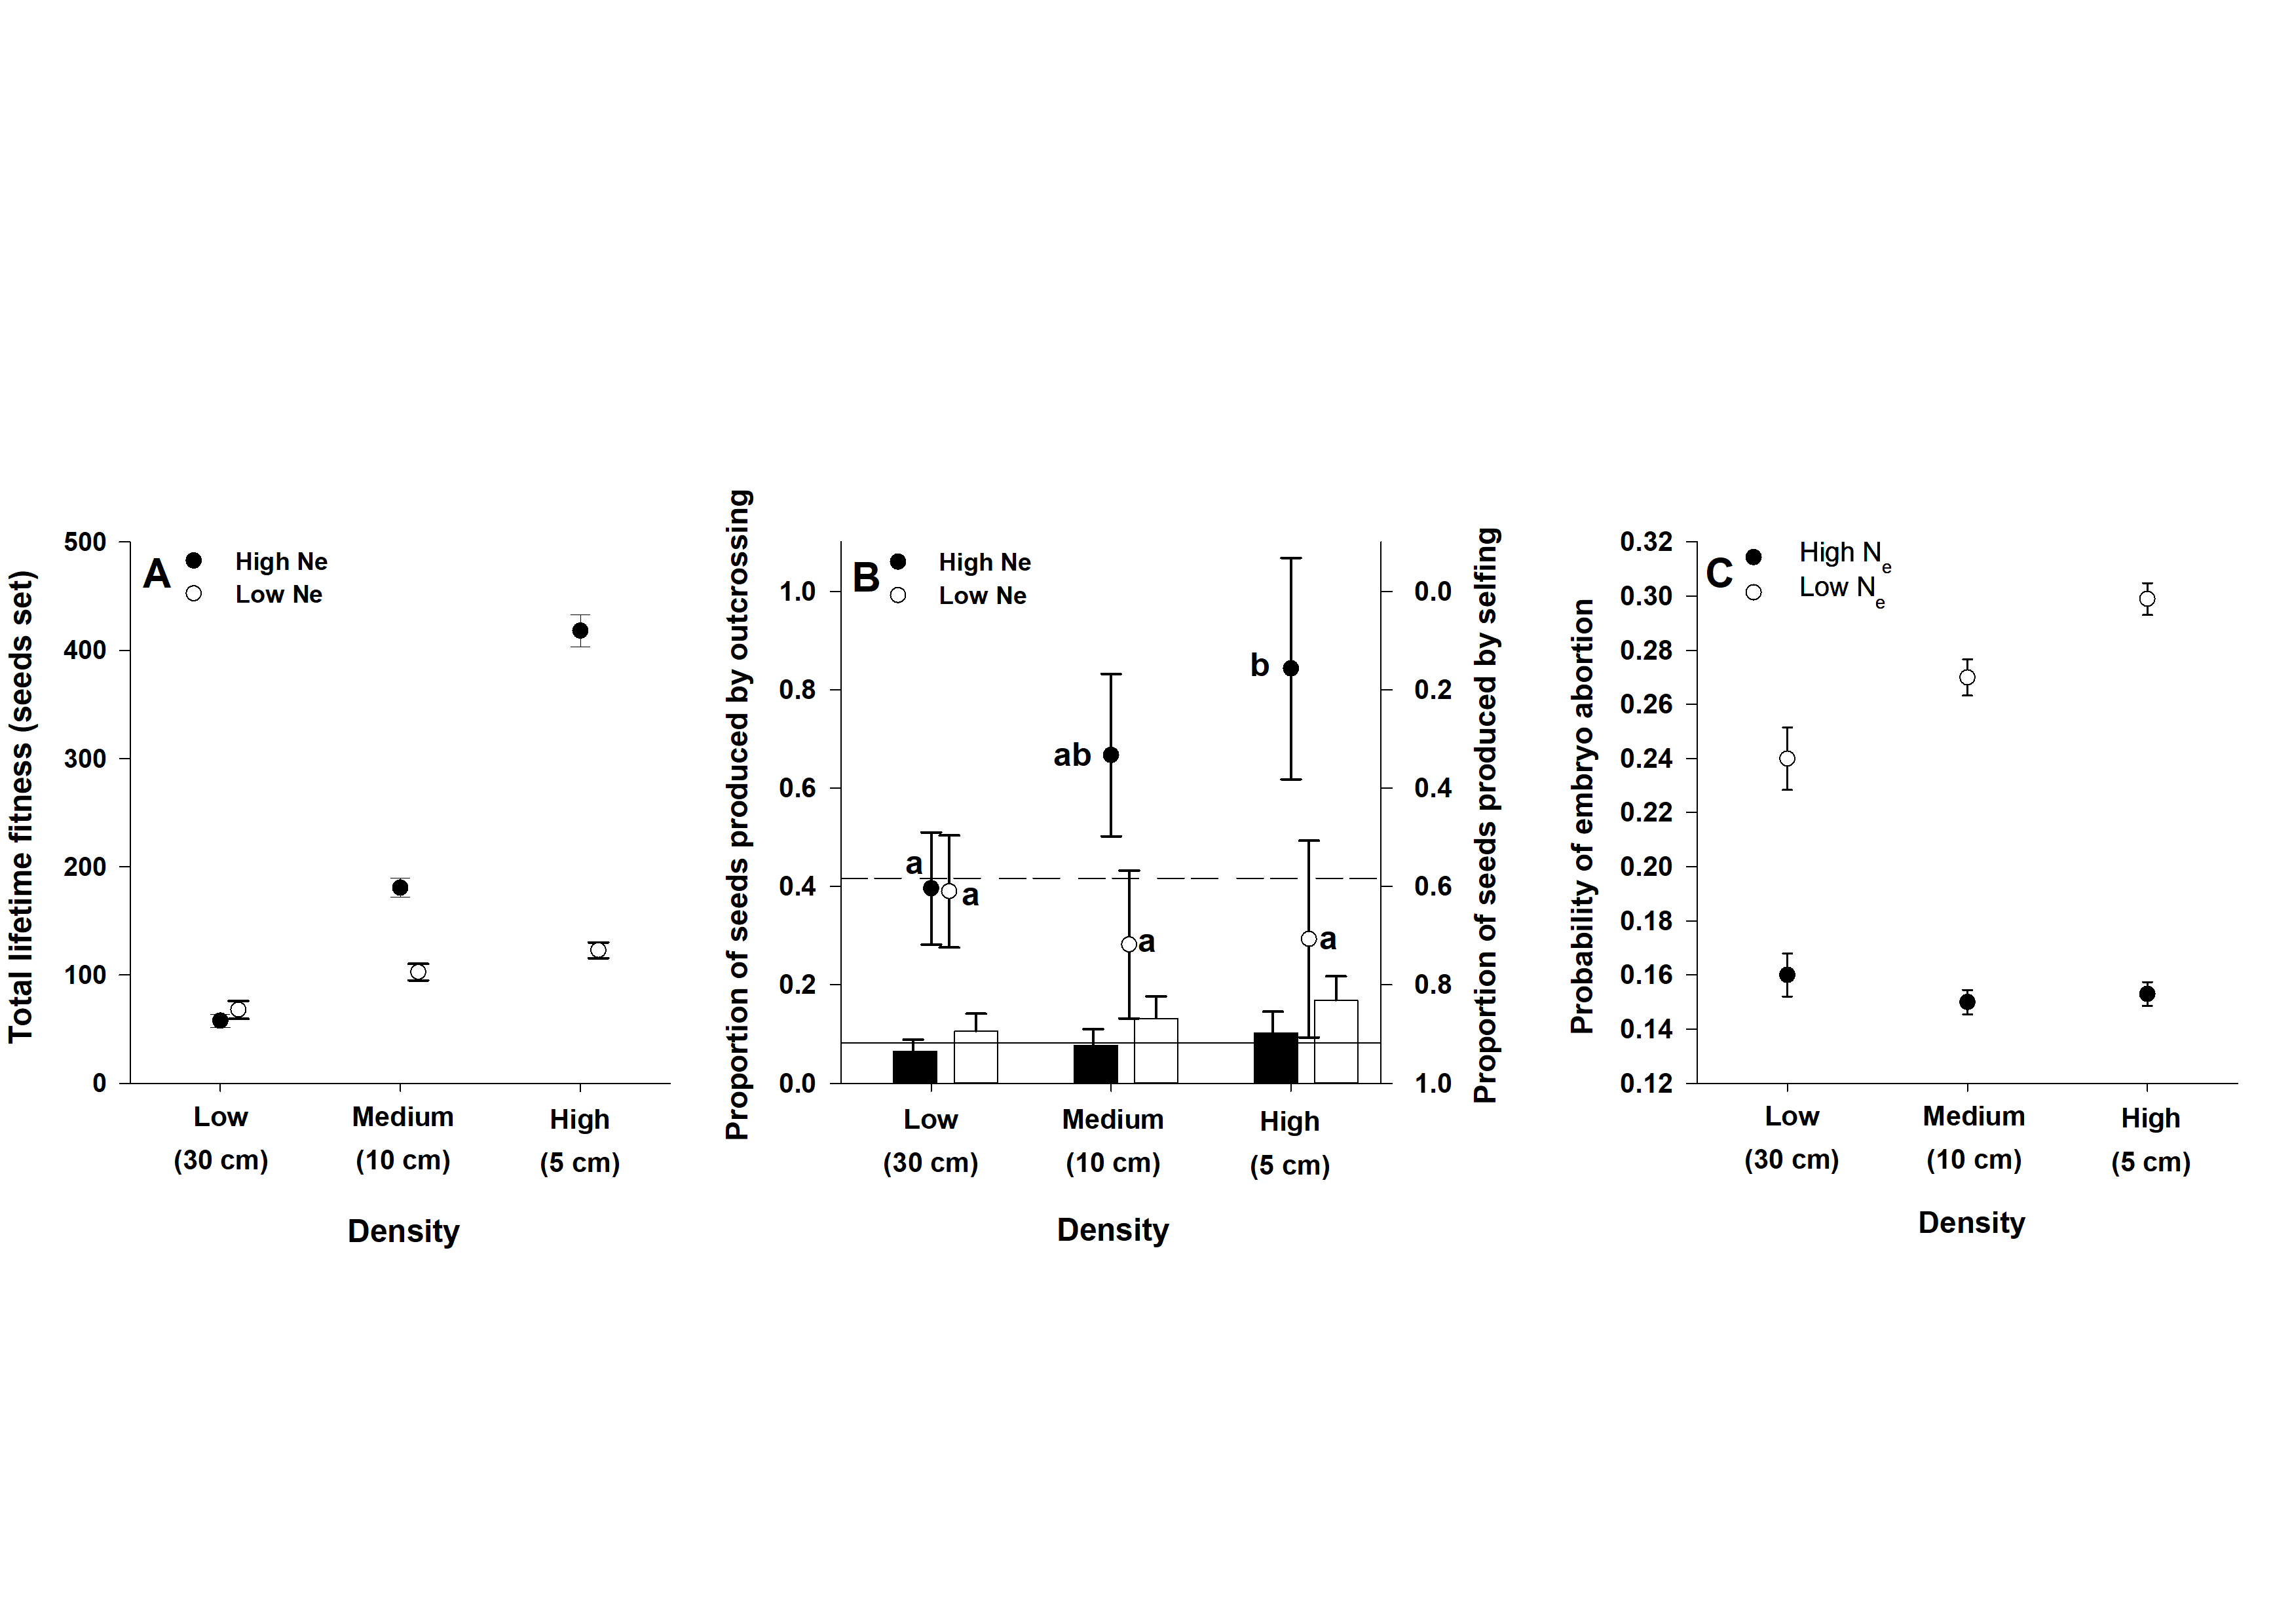 Total lifetime fitness (seeds set)
500
400
300
200
100
0
A
High Ne
Low Ne
Low
(30 cm)
Medium
(10 cm)
High
(5 cm)
Density
Proportion of seeds produced by outcrossing
1.0
0.8
0.6
0.4
0.2
0.0
B
High Ne
Low Ne
a
a
ab
a
b
a
0.0
0.2
0.4
0.6
0.8
1.0
Proportion of seeds produced by selfing
Low
(30 cm)
Medium
(10 cm)
High
(5 cm)
Density
Probability of embryo abortion
0.32
0.30
0.28
0.26
0.24
0.22
0.20
0.18
0.16
0.14
0.12
C
High Ne
Low Ne
Low
(30 cm)
Medium
(10 cm)
High
(5 cm)
Density